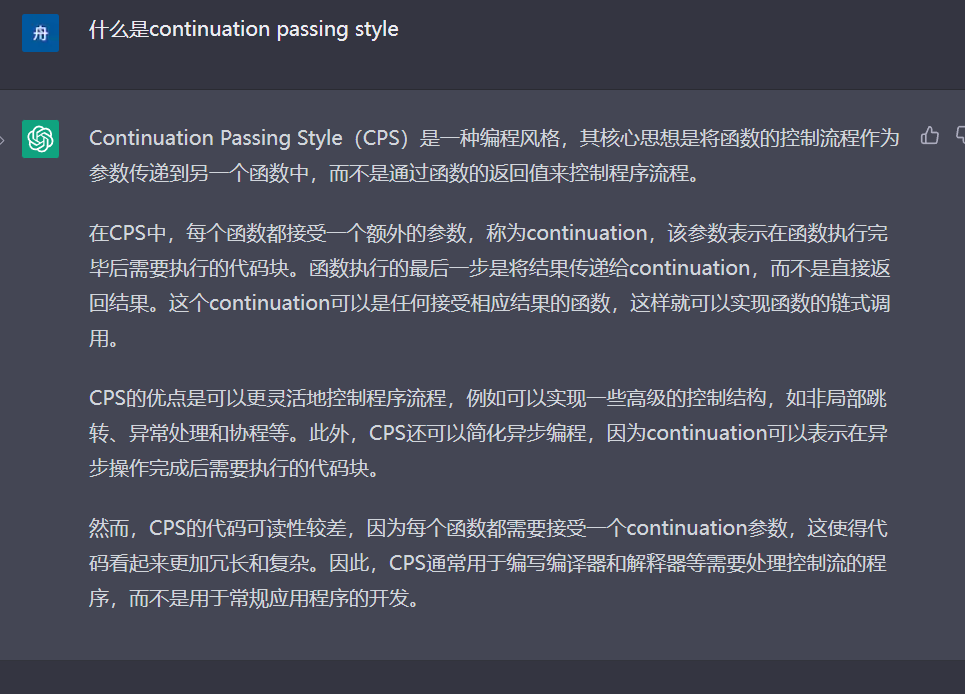 舟
什么是continuation passing style
Continuation Passing Style（CPS）是一种编程风格，其核心思想是将函数的控制流程作为
参数传递到另一个函数中，而不是通过函数的返回值来控制程序流程。
在CPS中，每个函数都接受一个额外的参数，称为continuation，该参数表示在函数执行完
毕后需要执行的代码块。函数执行的最后一步是将结果传递给continuation，而不是直接返
回结果。这个continuation可以是任何接受相应结果的函数，这样就可以实现函数的链式调
用。
CPS的优点是可以更灵活地控制程序流程，例如可以实现一些高级的控制结构，如非局部跳
转、异常处理和协程等。此外，CPS还可以简化异步编程，因为continuation可以表示在异
步操作完成后需要执行的代码块。
然而，CPS的代码可读性较差，因为每个函数都需要接受一个continuation参数，这使得代
码看起来更加冗长和复杂。因此，CPS通常用于编写编译器和解释器等需要处理控制流的程
序，而不是用于常规应用程序的开发。